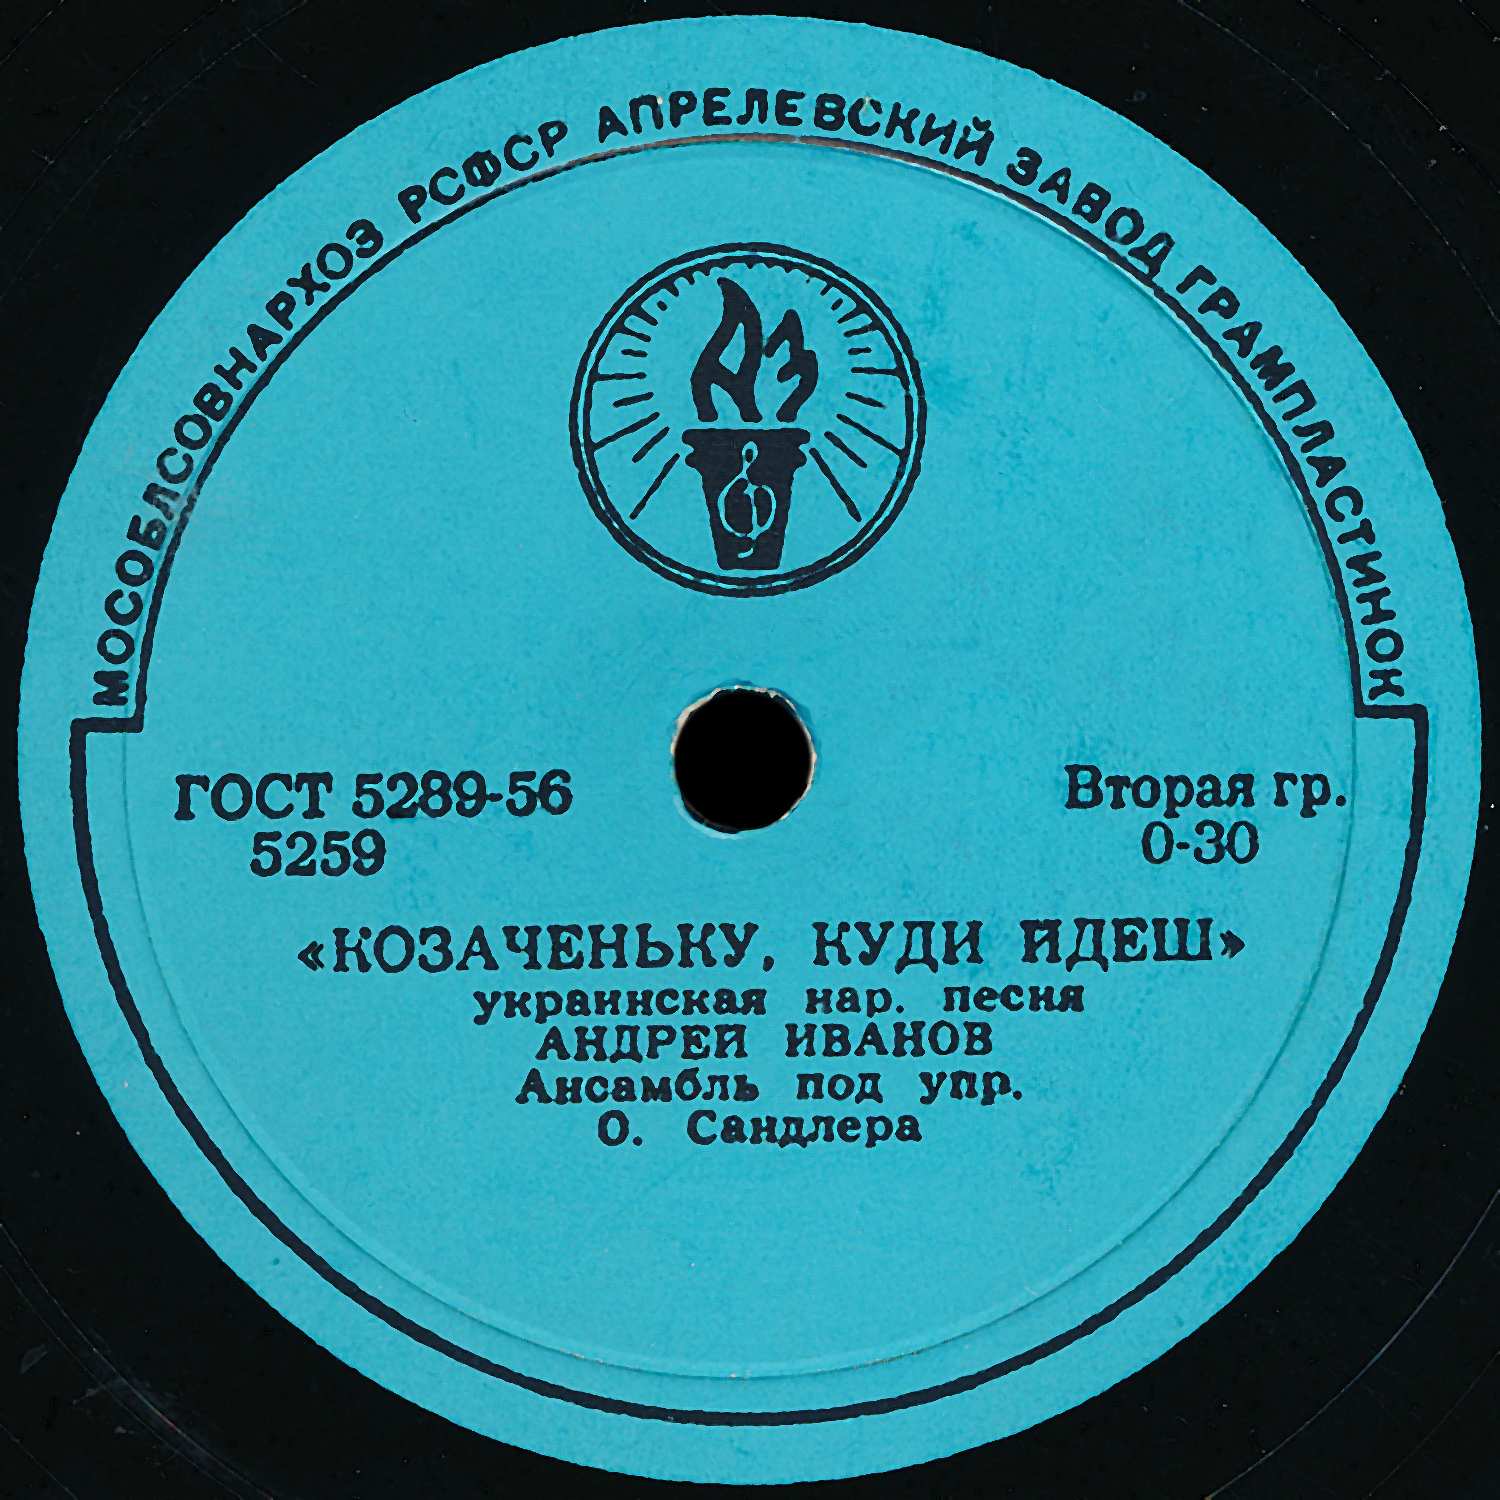 МОСОБЛСОВНАРХОЗ РСФСР АПРЕЛЕВСКИЙ ЗАВОД ГРАМПЛАСТИНОК
АЗ
ГОСТ 5289-56
5259
Вторая гр.
0-30
«КОЗАЧЕНЬКУ, КУДИ ЙДЕШ»
украинская нар. песня
АНДРЕЙ ИВАНОВ
Ансамбль под упр.
О. Сандлера